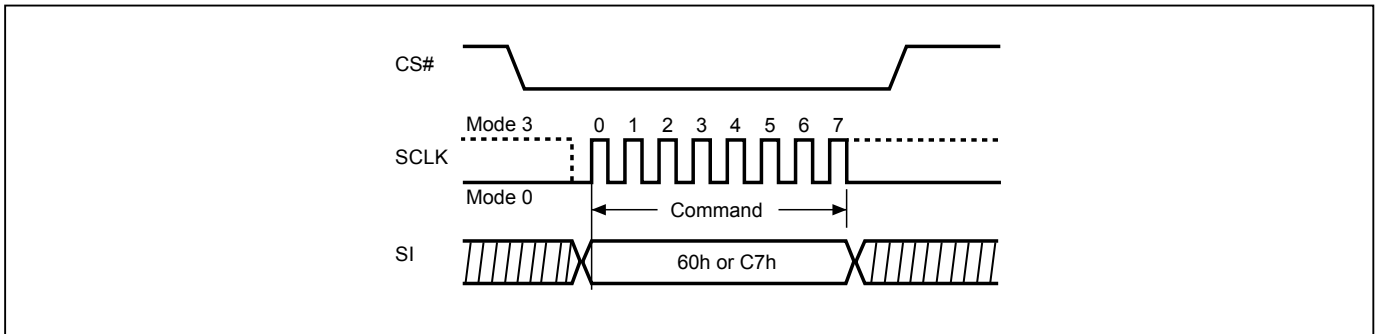 CS#
Mode 3 0 1 2 3 4 5 6 7
SCLK
Mode 0
Command
SI
60h or C7h